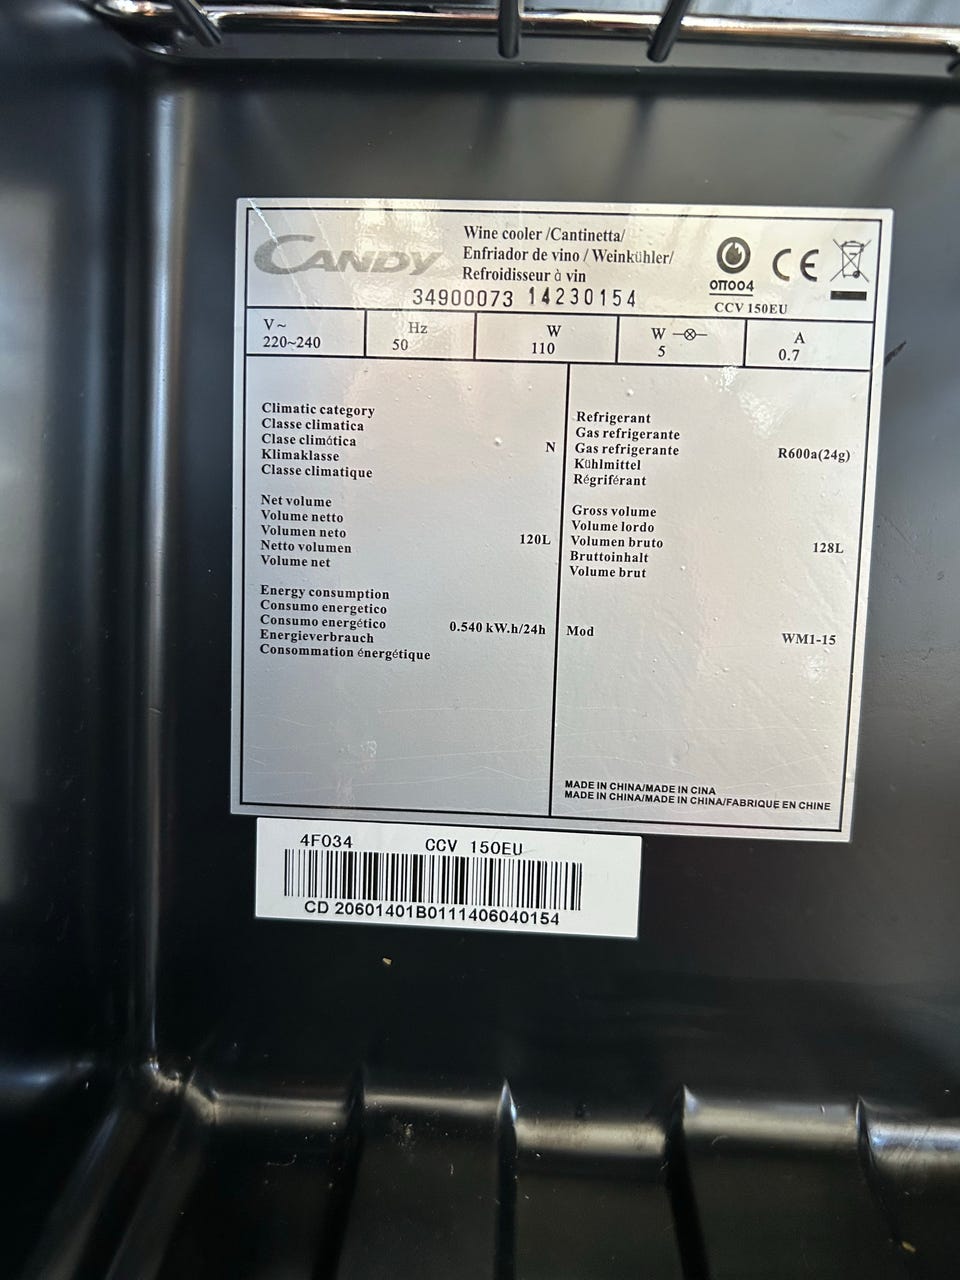 CANDY
Wine cooler /Cantinetta/
Enfriador de vino / Weinkühler/
Refroidisseur à vin
34900073 14230154
OTTOO4
CE
CCV 150EU
V~
220~240
Hz
50
W
110
W
5
A
0.7
Climatic category
Classe climatica
Clase climática
Klimaklasse
Classe climatique
N
Net volume
Volume netto
Volumen neto
Netto volumen
Volume net
120L
Energy consumption
Consumo energetico
Consumo energético
Energieverbrauch
Consommation énergétique
0.540 kW.h/24h
Refrigerant
Gas refrigerante
Gas refrigerante
Kühlmittel
Régriférant
R600a(24g)
Gross volume
Volume lordo
Volumen bruto
Bruttoinhalt
Volume brut
128L
Mod
WM1-15
MADE IN CHINA/MADE IN CINA
MADE IN CHINA/MADE IN CHINA/FABRIQUE EN CHINE
4F034 CCV 150EU
CD 20601401B0111406040154